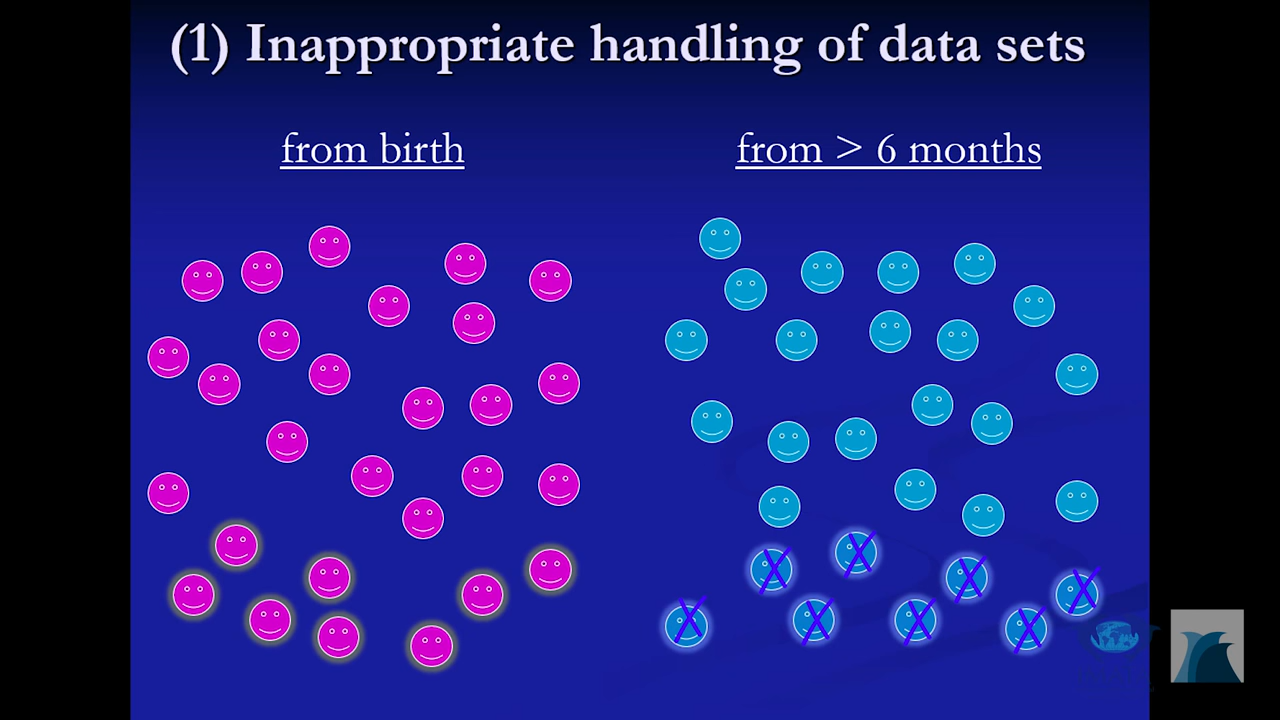 (1) Inappropriate handling of data sets
from birth
from > 6 months